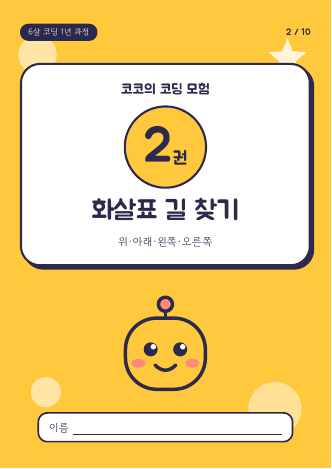 6살 코딩 1년 과정
2 / 10
코코의 코딩 모험
2권
화살표 길 찾기
위·아래·왼쪽·오른쪽
이름